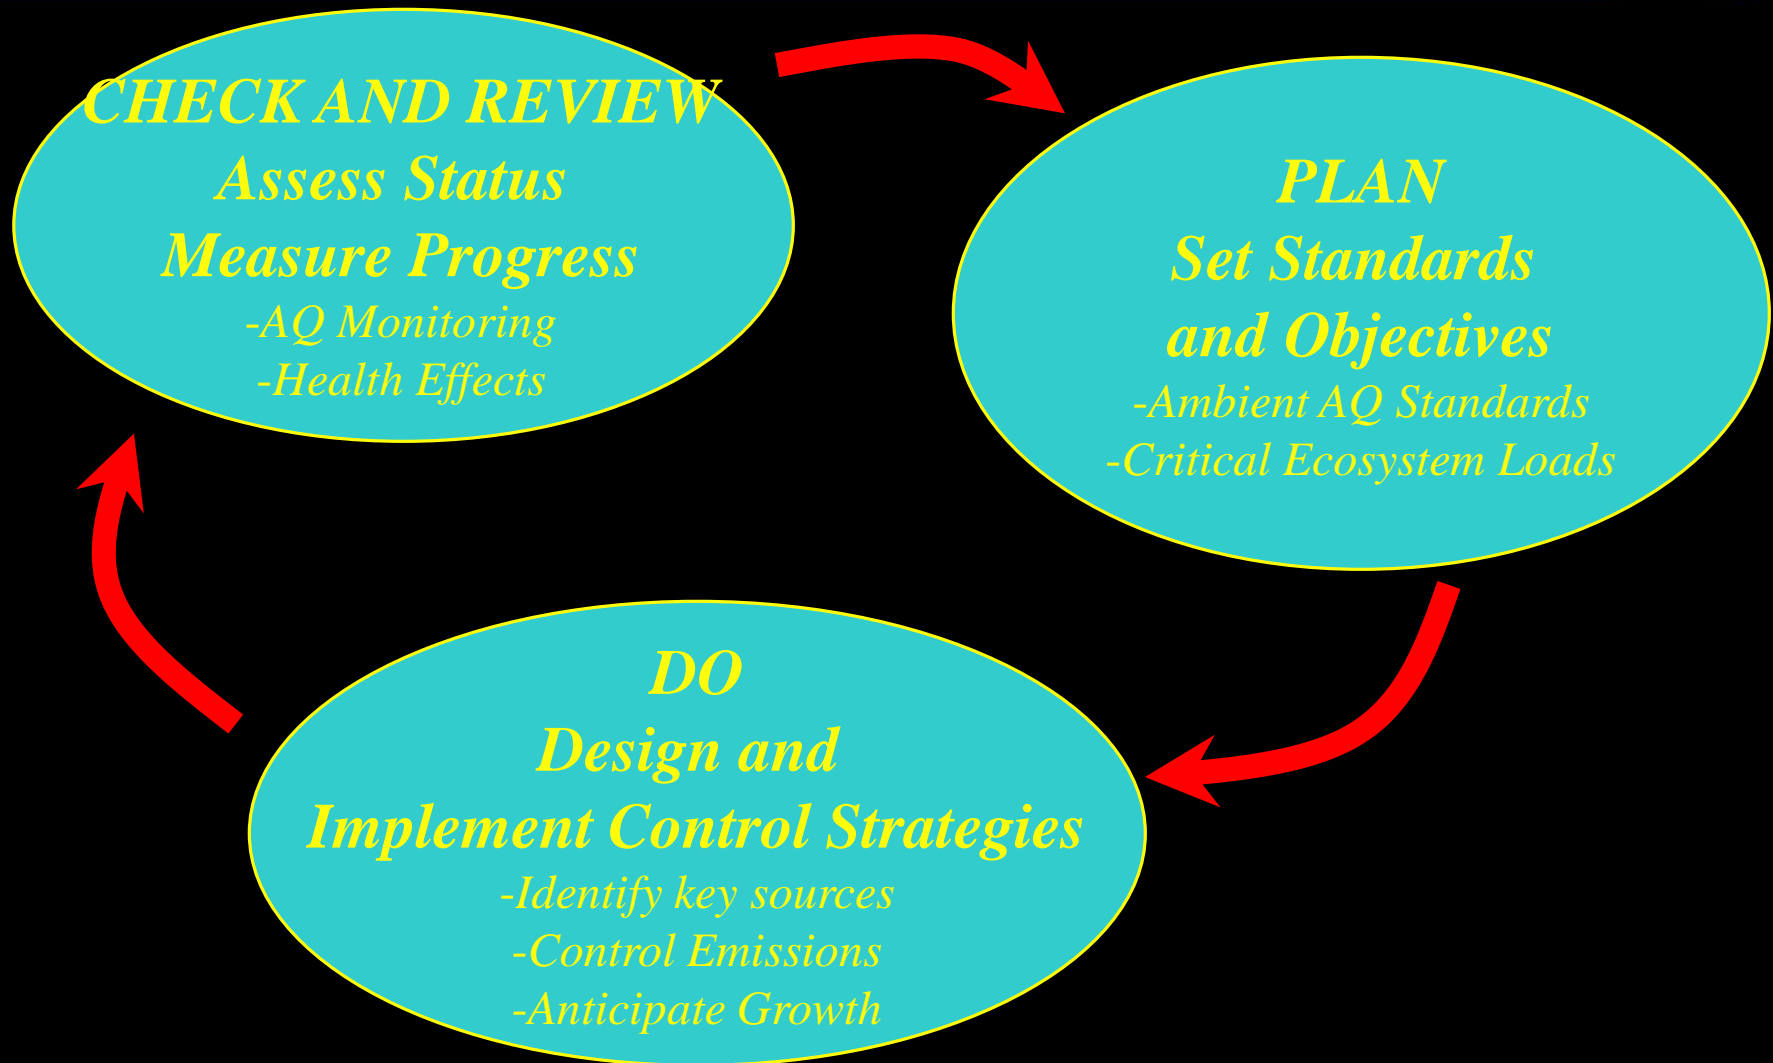 CHECK AND REVIEW
Assess Status
Measure Progress
-AQ Monitoring
-Health Effects
PLAN
Set Standards
and Objectives
-Ambient AQ Standards
-Critical Ecosystem Loads
DO
Design and
Implement Control Strategies
-Identify key sources
-Control Emissions
-Anticipate Growth